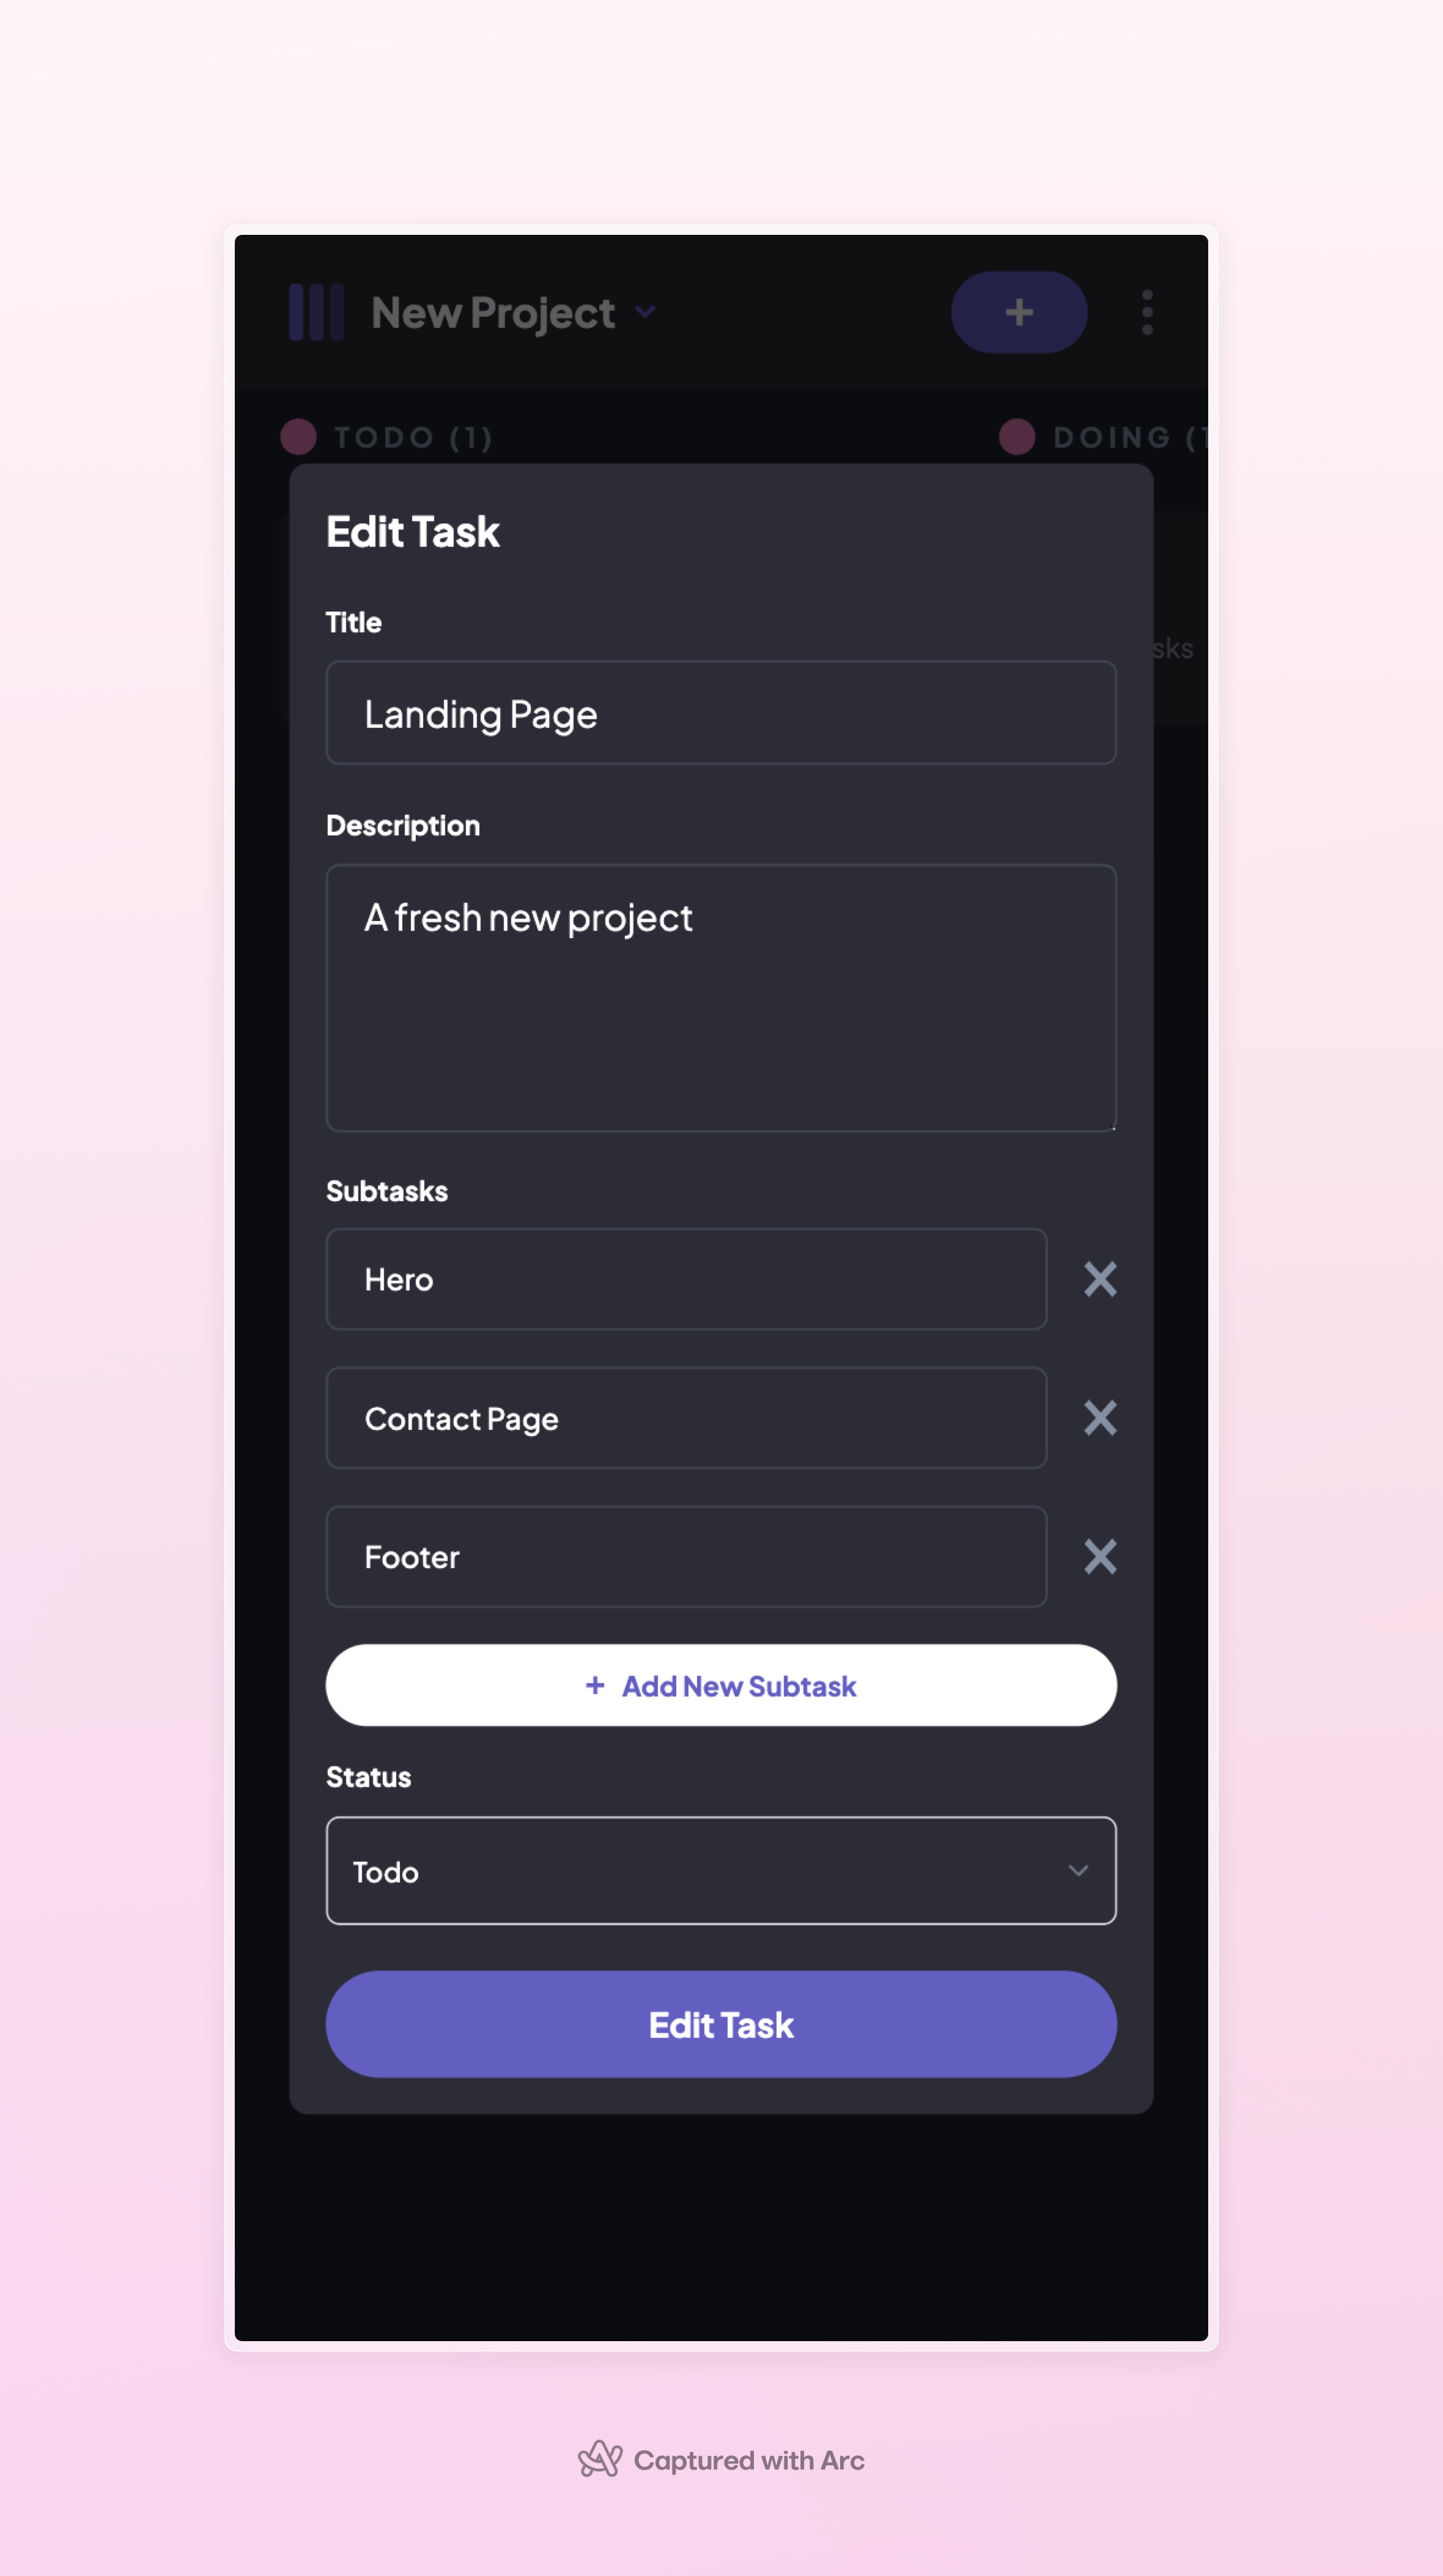 New Project
+
TODO (1)
DOING (1
sks
Edit Task
Title
Landing Page
Description
A fresh new project
Subtasks
Hero
Contact Page
Footer
+ Add New Subtask
Status
Todo
Edit Task
Captured with Arc